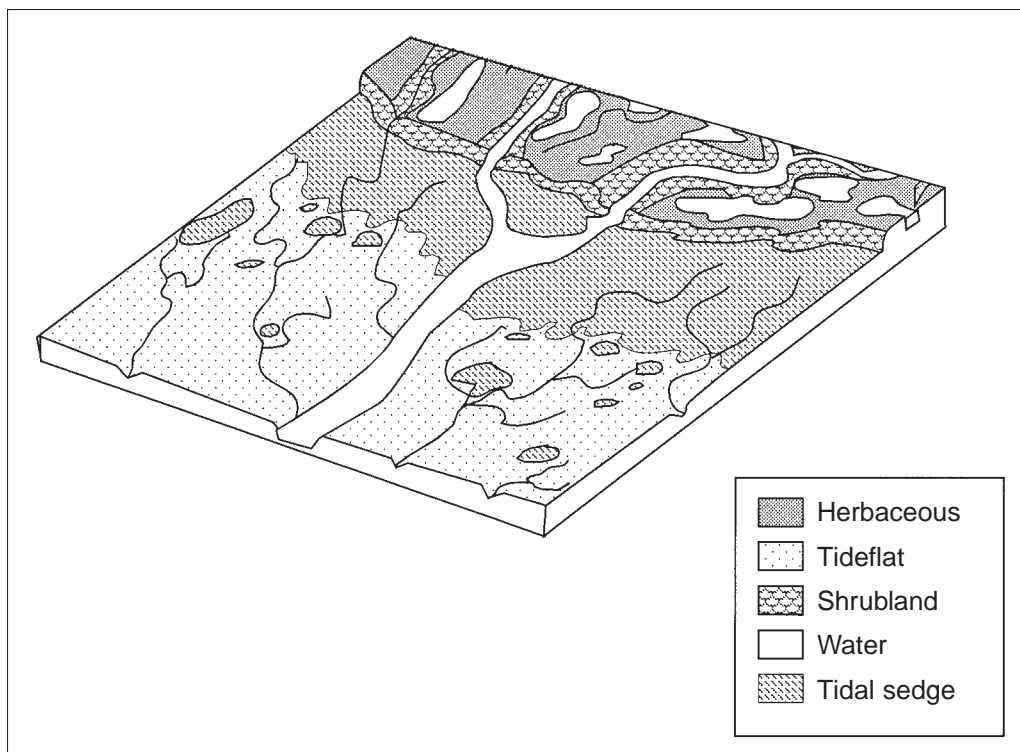 Herbaceous
Tideflat
Shrubland
Water
Tidal sedge